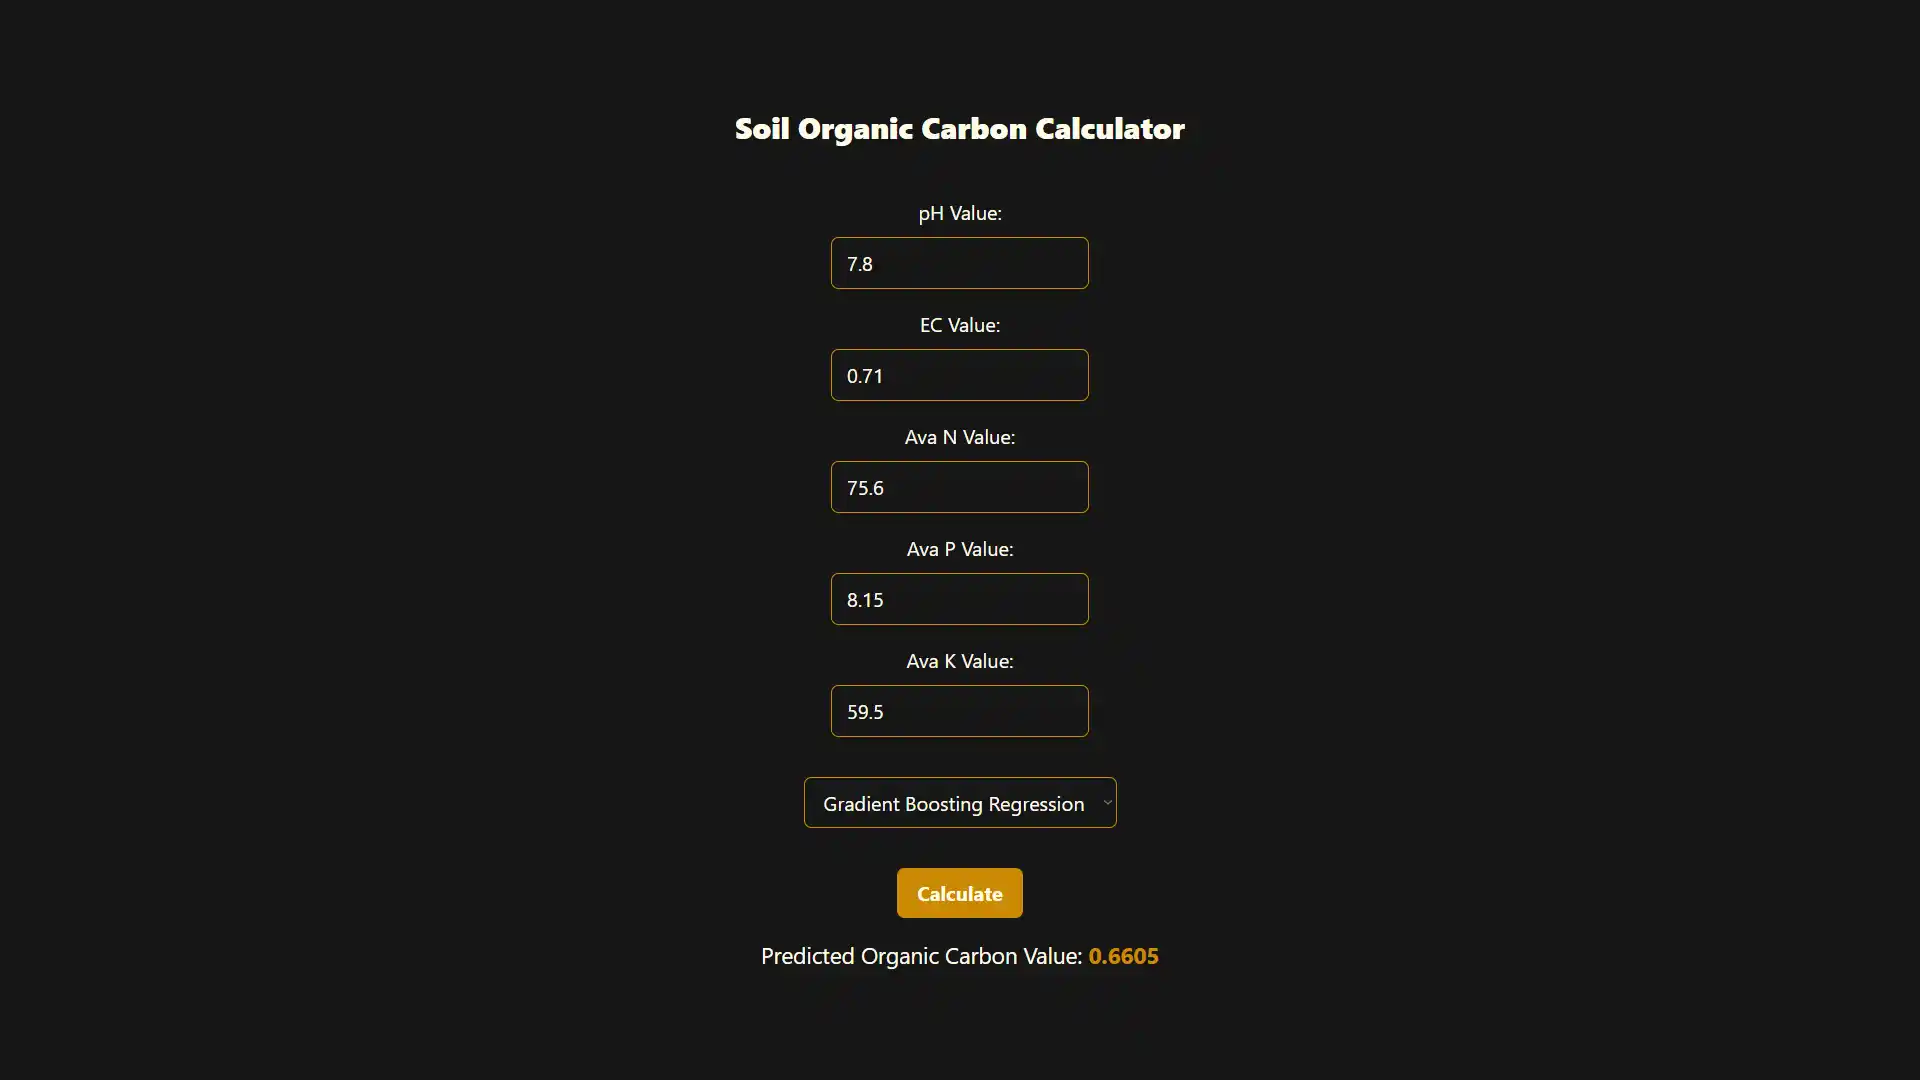 Soil Organic Carbon Calculator
pH Value:
7.8
EC Value:
0.71
Ava N Value:
75.6
Ava P Value:
8.15
Ava K Value:
59.5
Gradient Boosting Regression
Calculate
Predicted Organic Carbon Value: 0.6605